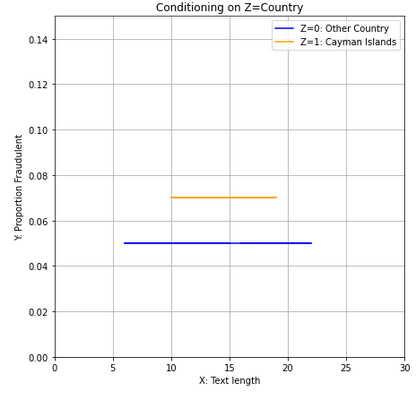 Conditioning on Z=Country
Z=0: Other Country
Z=1: Cayman Islands
Y: Proportion Fraudulent
0.14
0.12
0.10
0.08
0.06
0.04
0.02
0.00
0 5 10 15 20 25 30
X: Text length